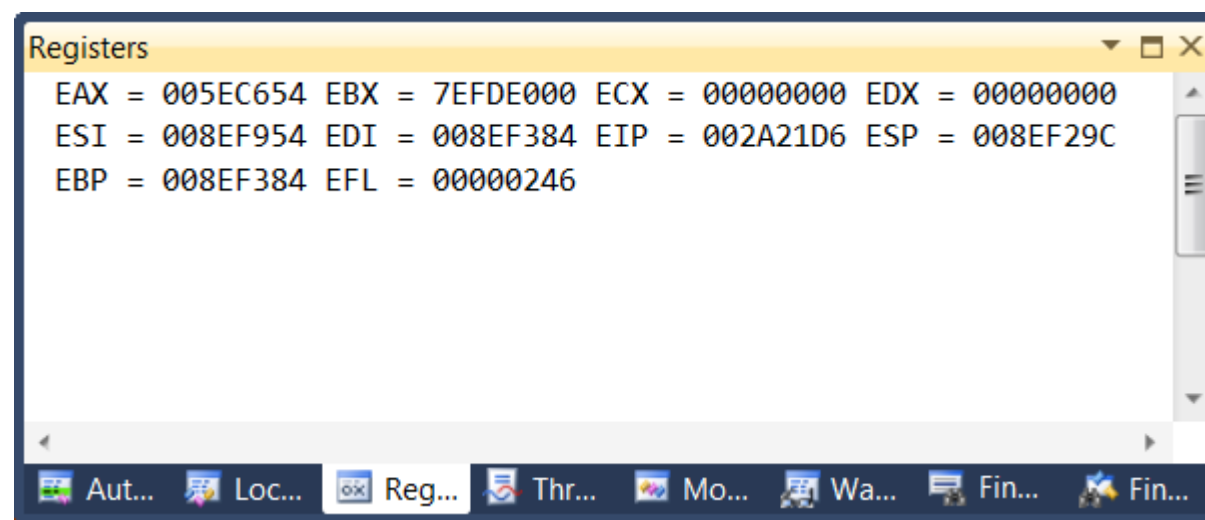 Registers
EAX = 005EC654 EBX = 7EFDE000 ECX = 00000000 EDX = 00000000
ESI = 008EF954 EDI = 008EF384 EIP = 002A21D6 ESP = 008EF29C
EBP = 008EF384 EFL = 00000246
Aut... Loc... Reg... Thr... Mo... Wa... Fin... Fin...